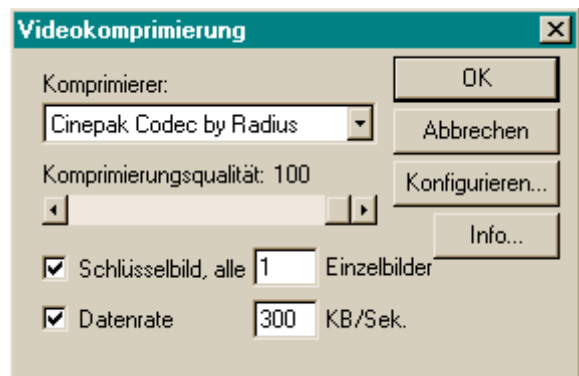 Videokomprimierung
Komprimierer:
Cinepak Codec by Radius
Komprimierungsqualität: 100
Schlüsselbild, alle 1 Einzelbilder
Datenrate 300 KB/Sek.
OK
Abbrechen
Konfigurieren...
Info...